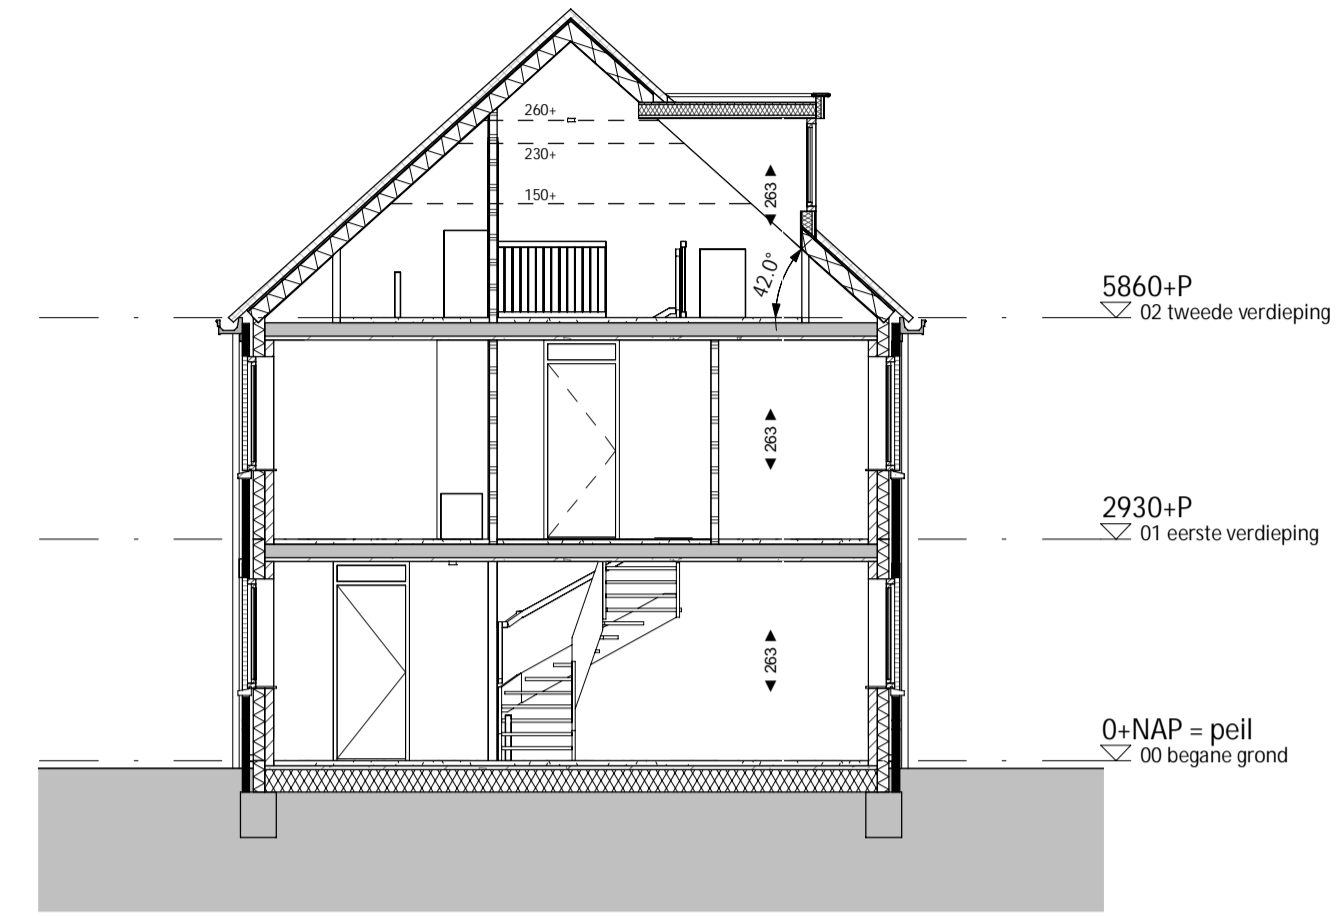 260+
230+
150+
◄ 263 ►
42.0°
5860+P
02 tweede verdieping
◄ 263 ►
2930+P
01 eerste verdieping
◄ 263 ►
0+NAP = peil
00 begane grond